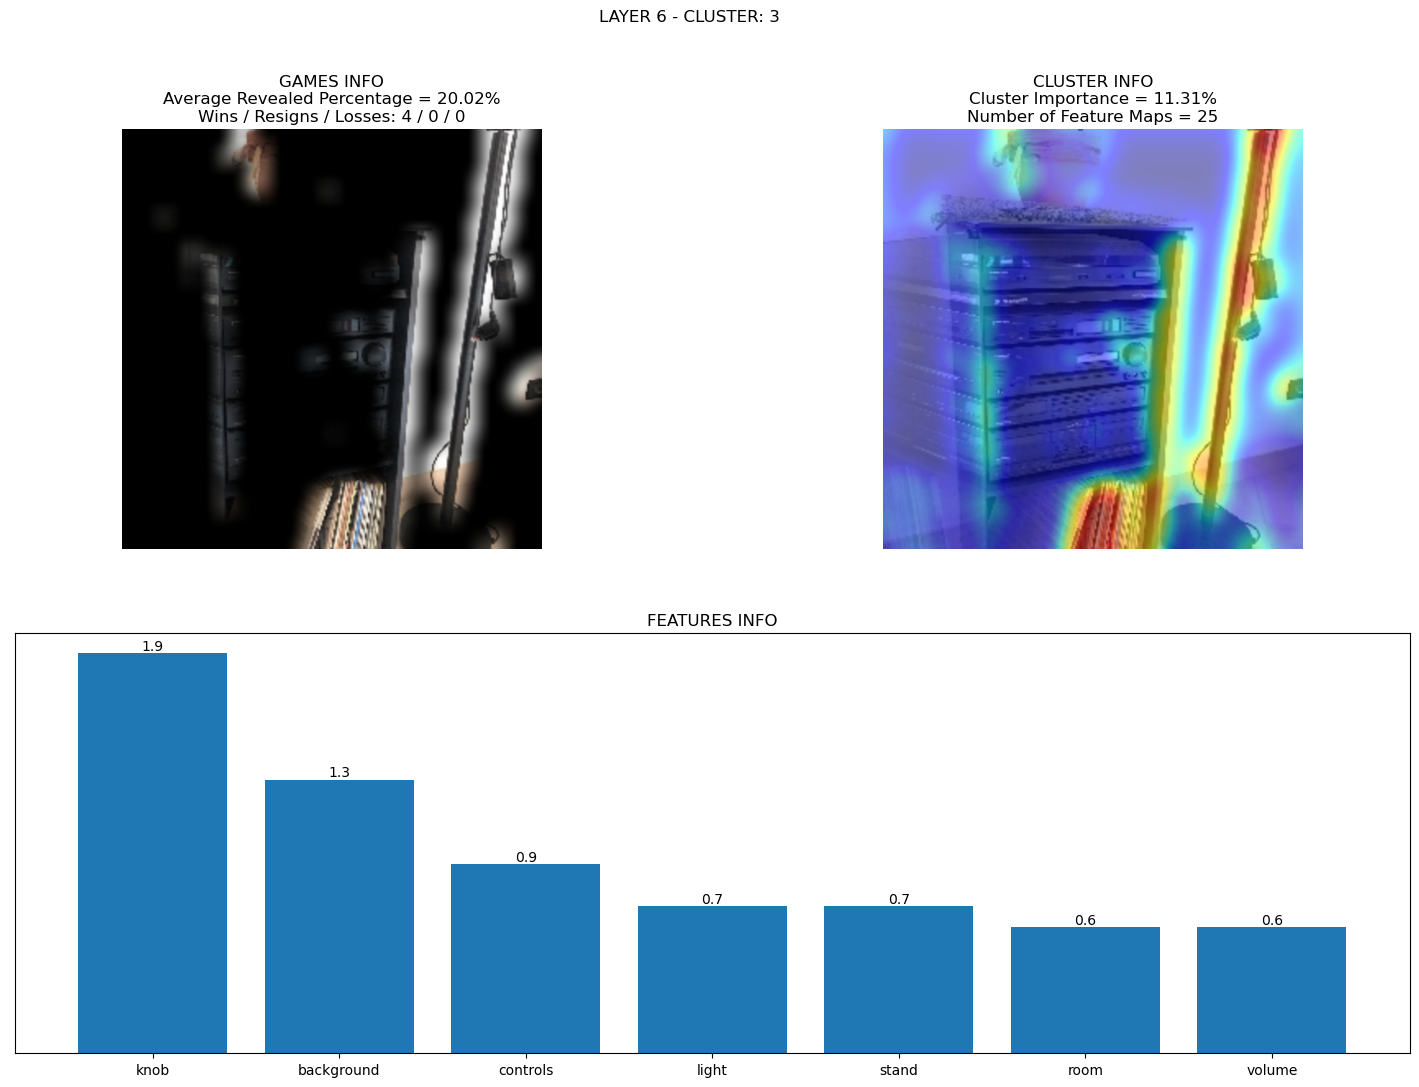 LAYER 6 - CLUSTER: 3
GAMES INFO
Average Revealed Percentage = 20.02%
Wins / Resigns / Losses: 4 / 0 / 0
CLUSTER INFO
Cluster Importance = 11.31%
Number of Feature Maps = 25
FEATURES INFO
1.9
1.3
0.9
0.7
0.7
0.6
0.6
knob
background
controls
light
stand
room
volume